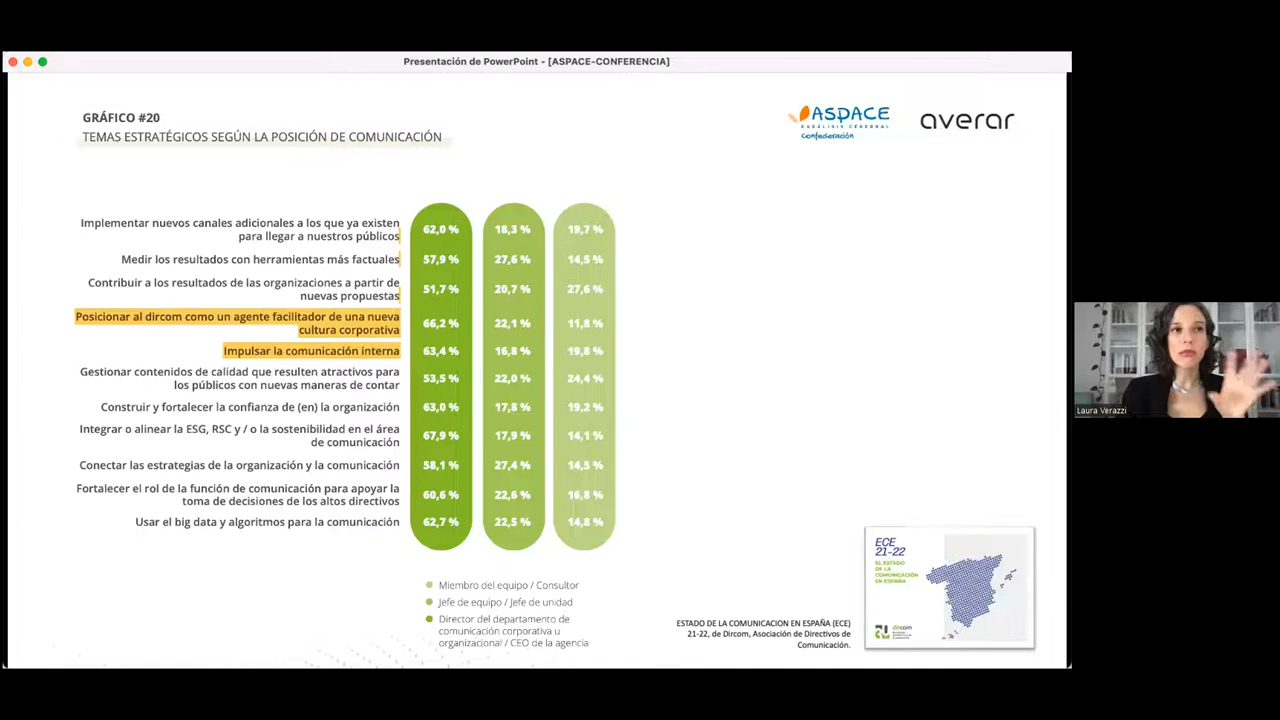 Presentación de PowerPoint - [ASPACE-CONFERENCIA]
GRÁFICO #20
TEMAS ESTRATÉGICOS SEGÚN LA POSICIÓN DE COMUNICACIÓN
ASPACE
PARÁLISIS CEREBRAL
Confederación
averar
Implementar nuevos canales adicionales a los que ya existen
para llegar a nuestros públicos
62,0 % 18,3 % 19,7 %
Medir los resultados con herramientas más factuales 57,9 % 27,6 % 14,5 %
Contribuir a los resultados de las organizaciones a partir de
nuevas propuestas
51,7 % 20,7 % 27,6 %
Posicionar al dircom como un agente facilitador de una nueva
cultura corporativa
66,2 % 22,1 % 11,8 %
Impulsar la comunicación interna 63,4 % 16,8 % 19,8 %
Gestionar contenidos de calidad que resulten atractivos para
los públicos con nuevas maneras de contar
53,5 % 22,0 % 24,4 %
Construir y fortalecer la confianza de (en) la organización 63,0 % 17,8 % 19,2 %
Integrar o alinear la ESG, RSC y / o la sostenibilidad en el área
de comunicación
67,9 % 17,9 % 14,1 %
Conectar las estrategias de la organización y la comunicación 58,1 % 27,4 % 14,5 %
Fortalecer el rol de la función de comunicación para apoyar la
toma de decisiones de los altos directivos
60,6 % 22,6 % 16,8 %
Usar el big data y algoritmos para la comunicación 62,7 % 22,5 % 14,8 %
Miembro del equipo / Consultor
Jefe de equipo / Jefe de unidad
Director del departamento de
comunicación corporativa u
organizacional / CEO de la agencia
ESTADO DE LA COMUNICACION EN ESPAÑA (ECE)
21-22, de Dircom, Asociación de Directivos de
Comunicación.
ECE
21-22
EL ESTADO
DE LA
COMUNICACIÓN
EN ESPAÑA
dircom
Laura Verazzi